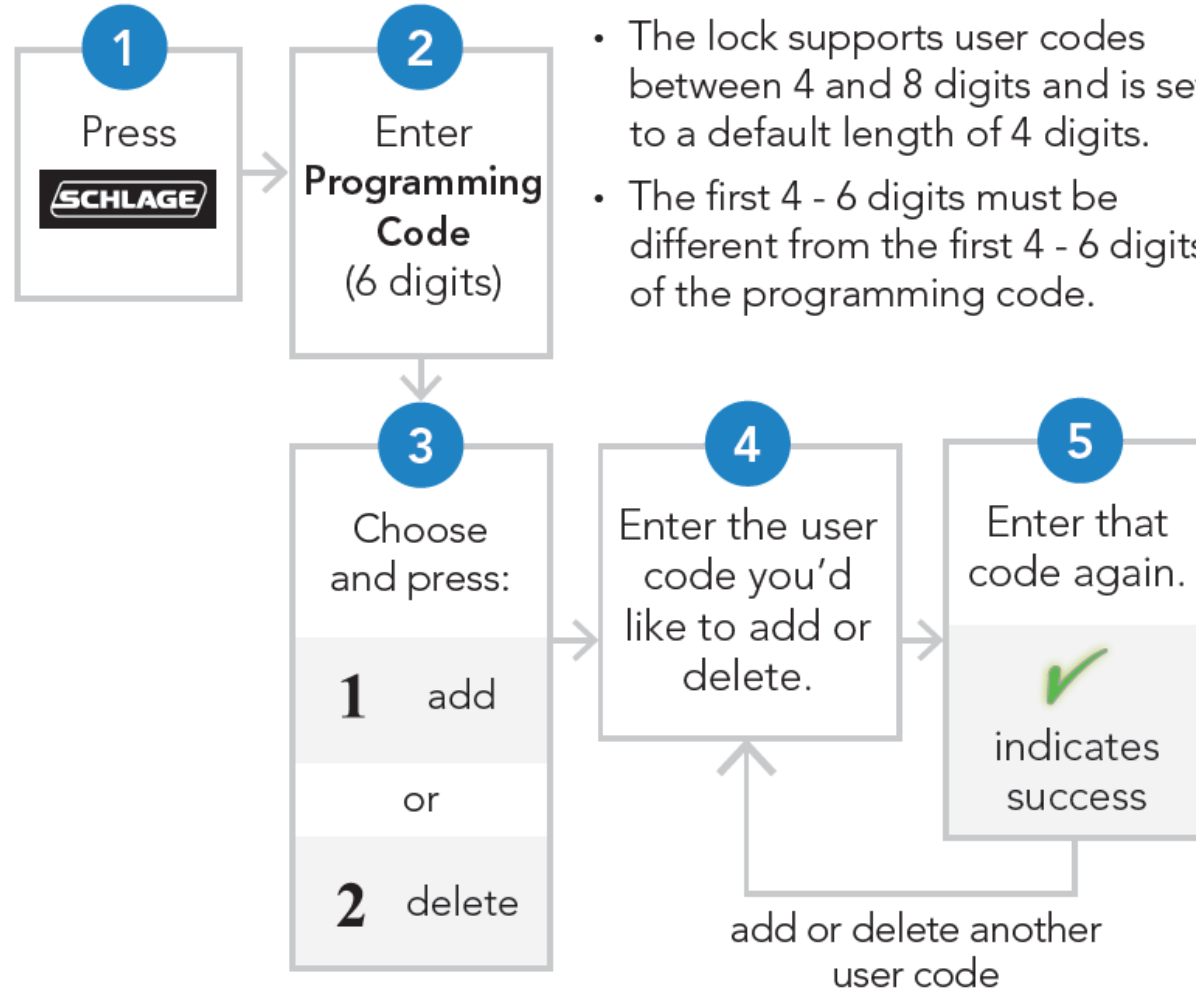 1
Press
SCHLAGE
2
Enter
Programming
Code
(6 digits)
• The lock supports user codes
between 4 and 8 digits and is set
to a default length of 4 digits.
• The first 4 - 6 digits must be
different from the first 4 - 6 digits
of the programming code.
3
Choose
and press:
1 add
or
2 delete
4
Enter the user
code you'd
like to add or
delete.
5
Enter that
code again.
indicates
success
add or delete another
user code